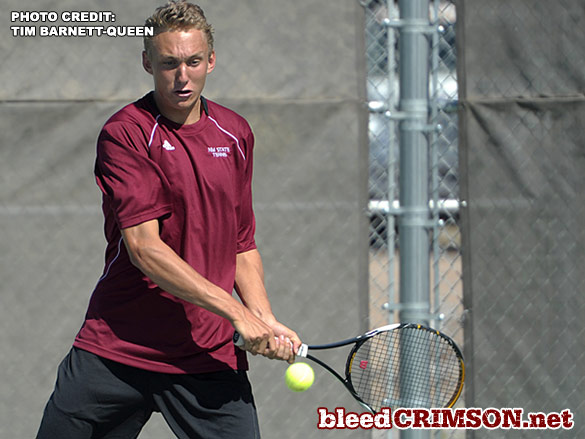 PHOTO CREDIT:
TIM BARNETT-QUEEN
NM STATE
TENNIS
bleedCRIMSON.net